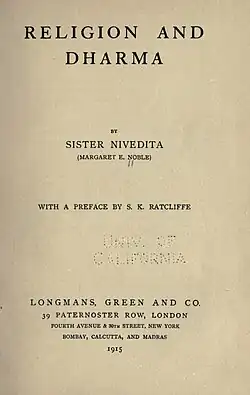 RELIGION AND
DHARMA
BY
SISTER NIVEDITA
(MARGARET E. NOBLE)
WITH A PREFACE BY S. K. RATCLIFFE
UNIV. OF
CALIFORNIA
LONGMANS, GREEN AND CO.
39 PATERNOSTER ROW, LONDON
FOURTH AVENUE & 30TH STREET, NEW YORK
BOMBAY, CALCUTTA, AND MADRAS
1915